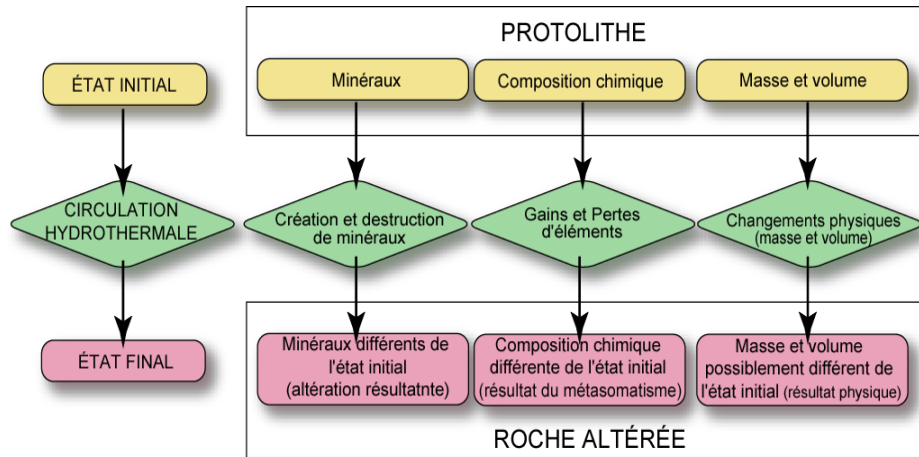 PROTOLITHE
ÉTAT INITIAL
Minéraux
Composition chimique
Masse et volume
CIRCULATION
HYDROTHERMALE
Création et destruction
de minéraux
Gains et Pertes
d'éléments
Changements physiques
(masse et volume)
ÉTAT FINAL
Minéraux différents de
l'état initial
(altération résultatnte)
Composition chimique
différente de l'état initial
(résultat du métasomatisme)
Masse et volume
possiblement différent de
l'état initial (résultat physique)
ROCHE ALTÉRÉE